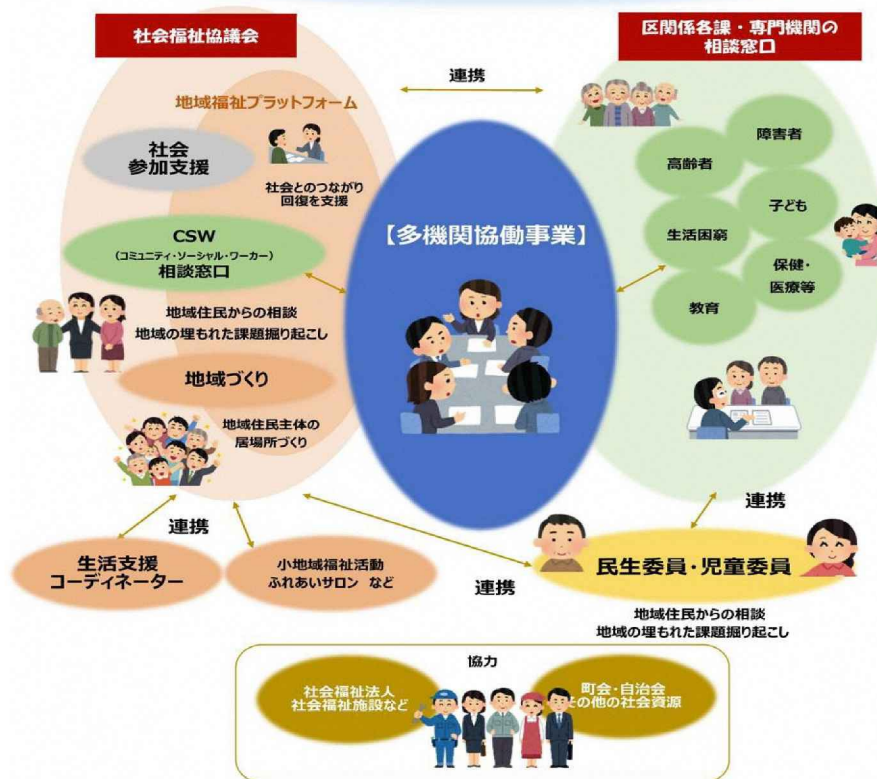 社会福祉協議会
区関係各課・専門機関の
相談窓口
連携
地域福祉プラットフォーム
社会
参加支援
社会とのつながり
回復を支援
CSW
(コミュニティ・ソーシャル・ワーカー)
相談窓口
地域住民からの相談
地域の埋もれた課題掘り起こし
地域づくり
地域住民主体の
居場所づくり
【多機関協働事業】
障害者
高齢者
子ども
生活困窮
保健・
医療等
教育
連携
連携
生活支援
コーディネーター
小地域福祉活動
ふれあいサロン など
連携
民生委員・児童委員
地域住民からの相談
地域の埋もれた課題掘り起こし
協力
社会福祉法人
社会福祉施設など
町会・自治会
その他の社会資源